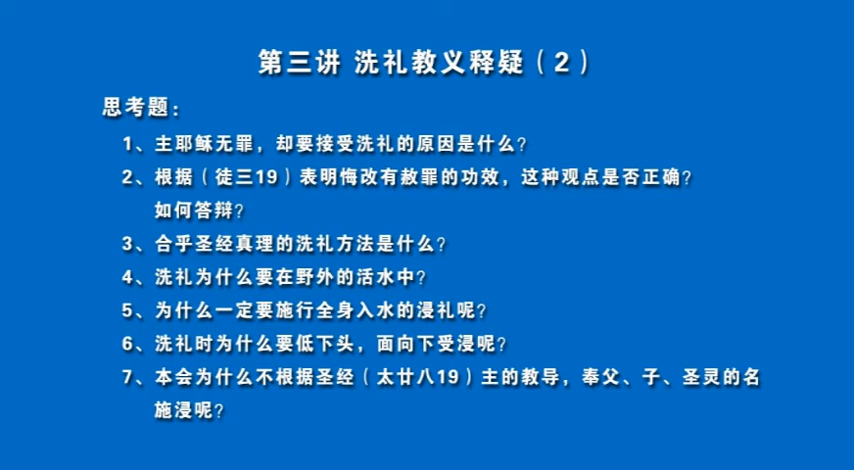 第三讲 洗礼教义释疑（2）
思考题：
1、主耶稣无罪，却要接受洗礼的原因是什么?
2、根据（徒三19）表明悔改有赦罪的功效，这种观点是否正确?
如何答辩?
3、合乎圣经真理的洗礼方法是什么?
4、洗礼为什么要在野外的活水中?
5、为什么一定要施行全身入水的浸礼呢?
6、洗礼时为什么要低下头，面向下受浸呢?
7、本会为什么不根据圣经（太廿八19）主的教导，奉父、子、圣灵的名
施浸呢?